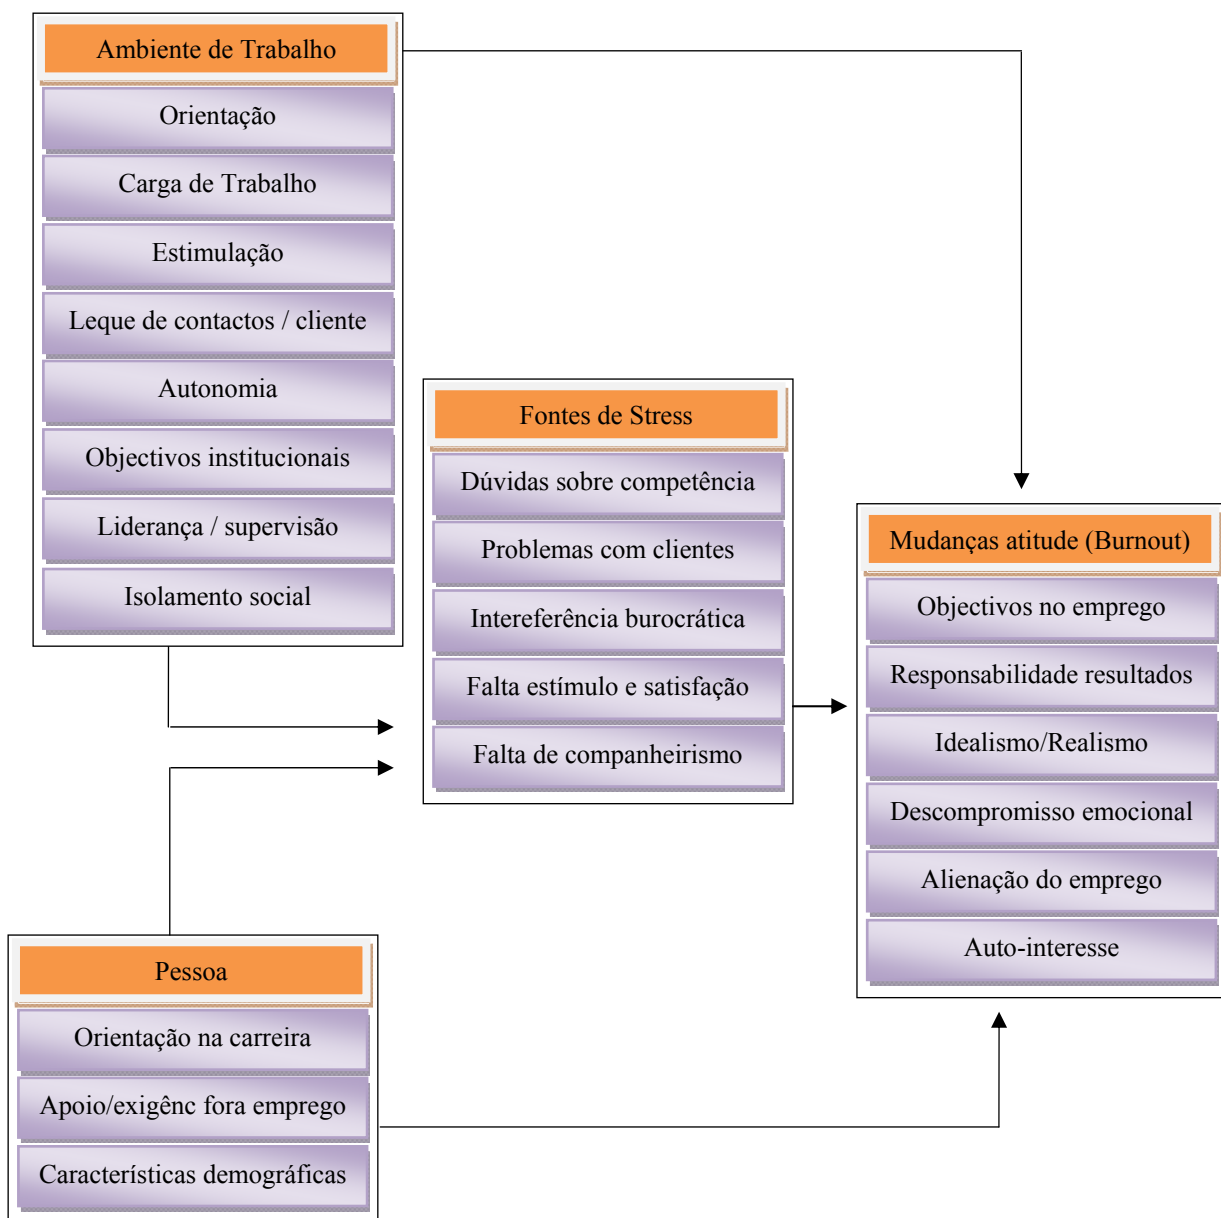 Ambiente de Trabalho
Orientação
Carga de Trabalho
Estimulação
Leque de contactos / cliente
Autonomia
Objectivos institucionais
Liderança / supervisão
Isolamento social
Fontes de Stress
Dúvidas sobre competência
Problemas com clientes
Intereferência burocrática
Falta estímulo e satisfação
Falta de companheirismo
Mudanças atitude (Burnout)
Objectivos no emprego
Responsabilidade resultados
Idealismo/Realismo
Descompromisso emocional
Alienação do emprego
Auto-interesse
Pessoa
Orientação na carreira
Apoio/exigênc fora emprego
Características demográficas